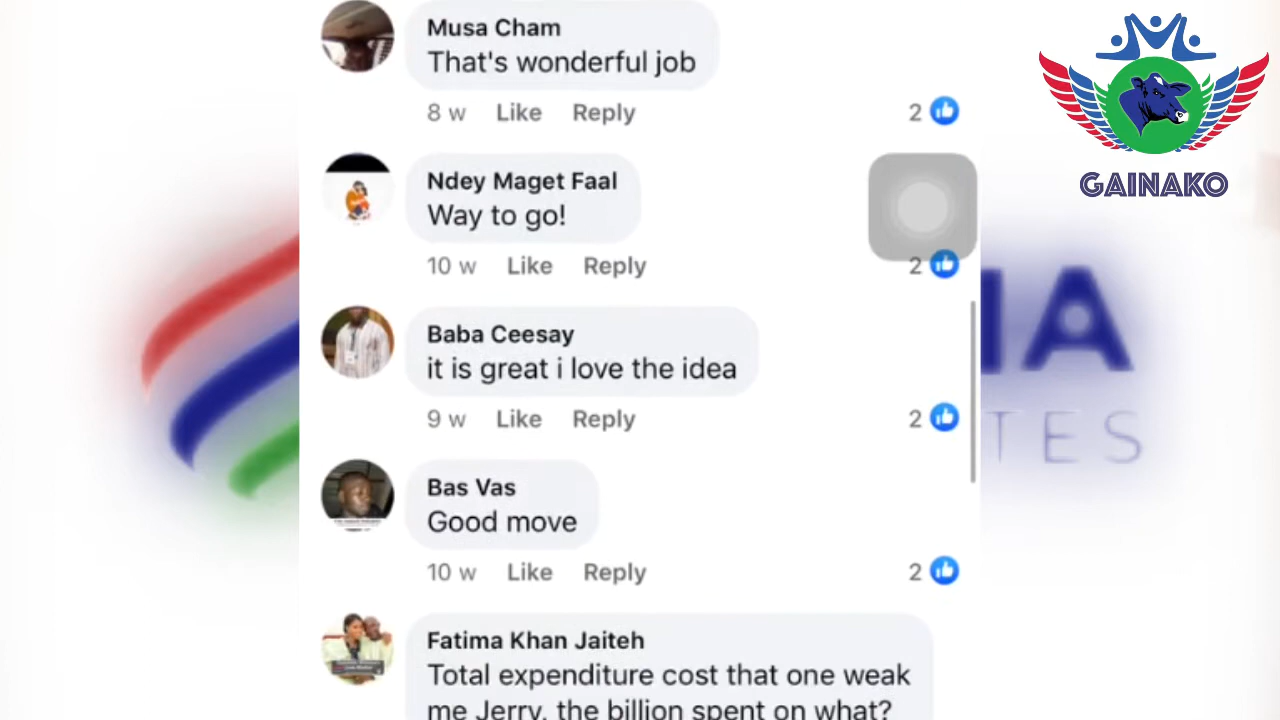 Musa Cham
That's wonderful job
8 w Like Reply 2
Ndey Maget Faal
Way to go!
10 w Like Reply 2
Baba Ceesay
it is great i love the idea
9 w Like Reply 2
Bas Vas
Good move
10 w Like Reply 2
Fatima Khan Jaiteh
Total expenditure cost that one weak
me Jerry, the billion spent on what?
GAINAKO
IA
TES